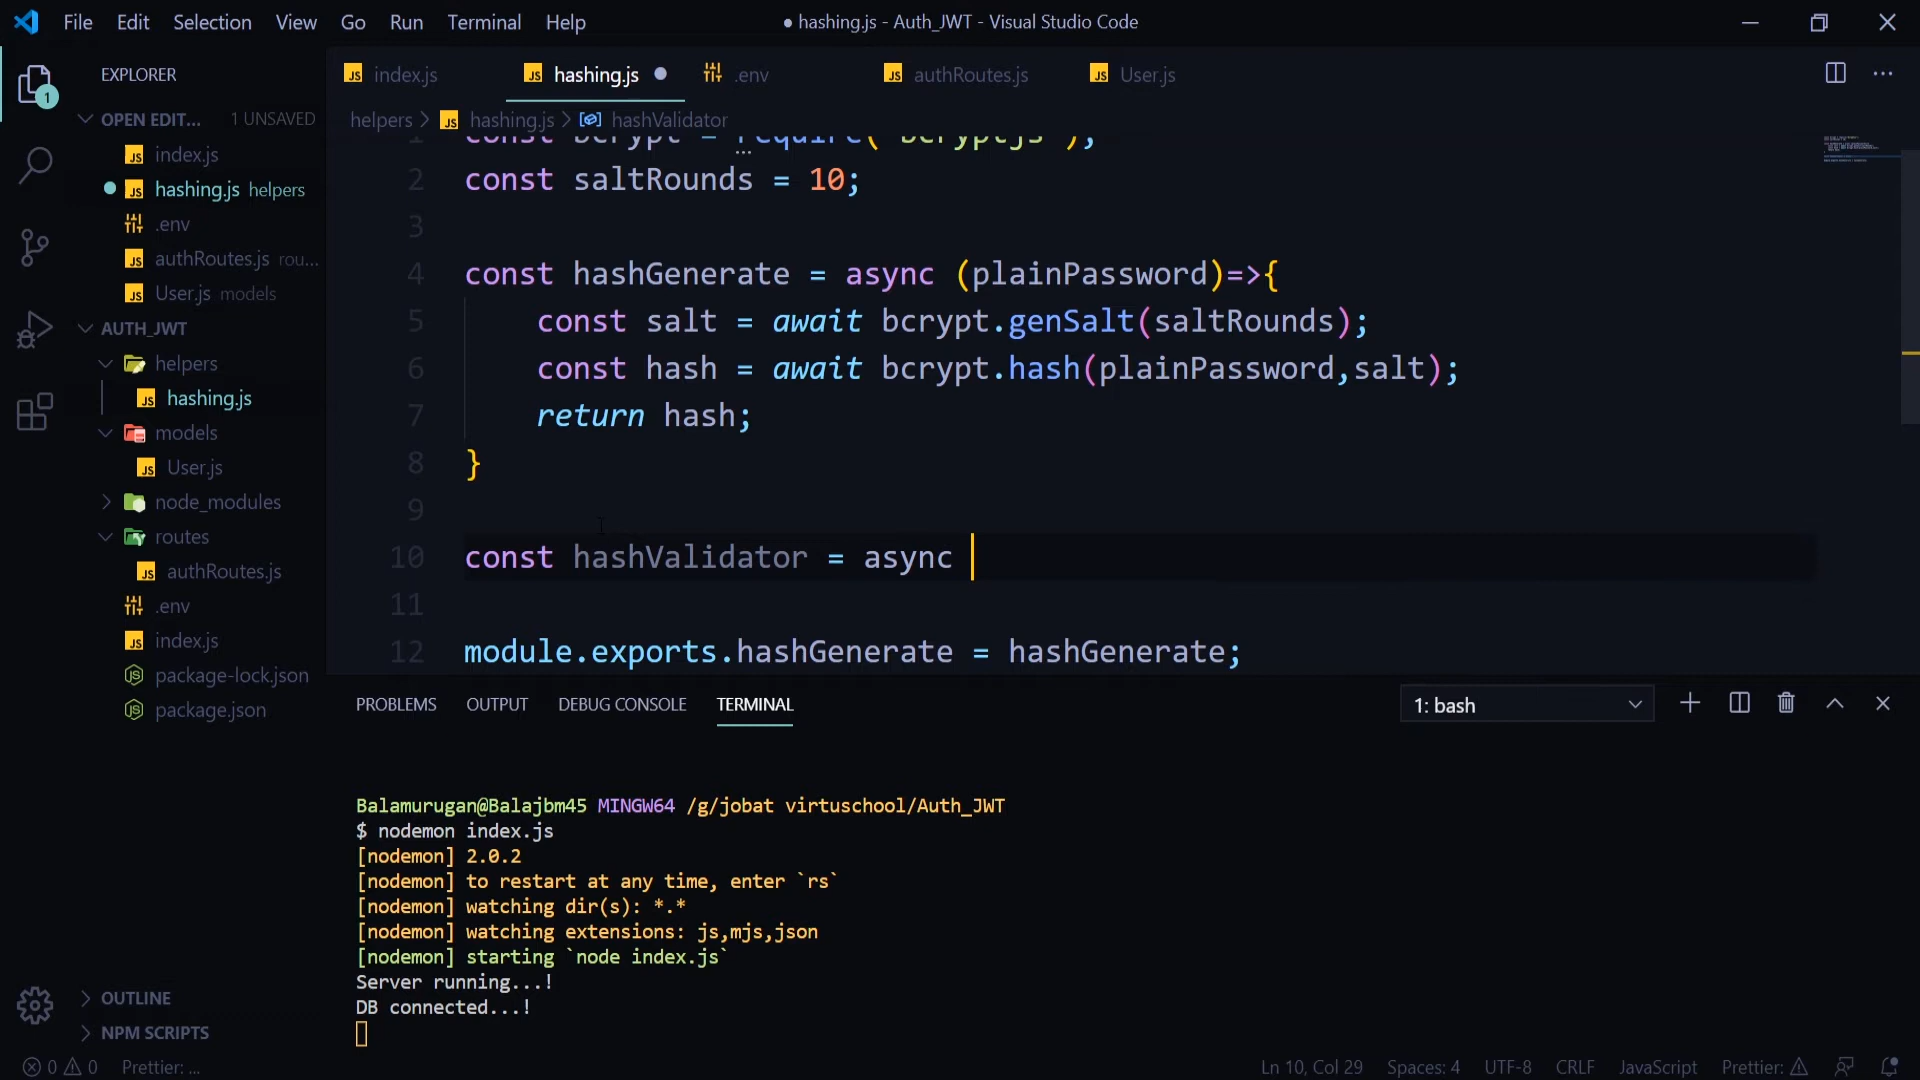 File Edit Selection View Go Run Terminal Help
● hashing.js - Auth_JWT - Visual Studio Code
EXPLORER
OPEN EDIT... 1 UNSAVED
index.js
hashing.js helpers
.env
authRoutes.js rou...
User.js models
AUTH_JWT
helpers
hashing.js
models
User.js
node_modules
routes
authRoutes.js
.env
index.js
package-lock.json
package.json
OUTLINE
NPM SCRIPTS
index.js hashing.js .env authRoutes.js User.js
helpers > hashing.js > hashValidator
1 const bcrypt = require('bcryptjs');
2 const saltRounds = 10;
3
4 const hashGenerate = async (plainPassword)=>{
5 const salt = await bcrypt.genSalt(saltRounds);
6 const hash = await bcrypt.hash(plainPassword,salt);
7 return hash;
8 }
9
10 const hashValidator = async
11
12 module.exports.hashGenerate = hashGenerate;
PROBLEMS OUTPUT DEBUG CONSOLE TERMINAL
1: bash
Balamurugan@Balajbm45 MINGW64 /g/jobat virtuschool/Auth_JWT
$ nodemon index.js
[nodemon] 2.0.2
[nodemon] to restart at any time, enter `rs`
[nodemon] watching dir(s): *.*
[nodemon] watching extensions: js,mjs,json
[nodemon] starting `node index.js`
Server running...!
DB connected...!
0 0 Prettier: ...
Ln 10, Col 29 Spaces: 4 UTF-8 CRLF JavaScript Prettier: